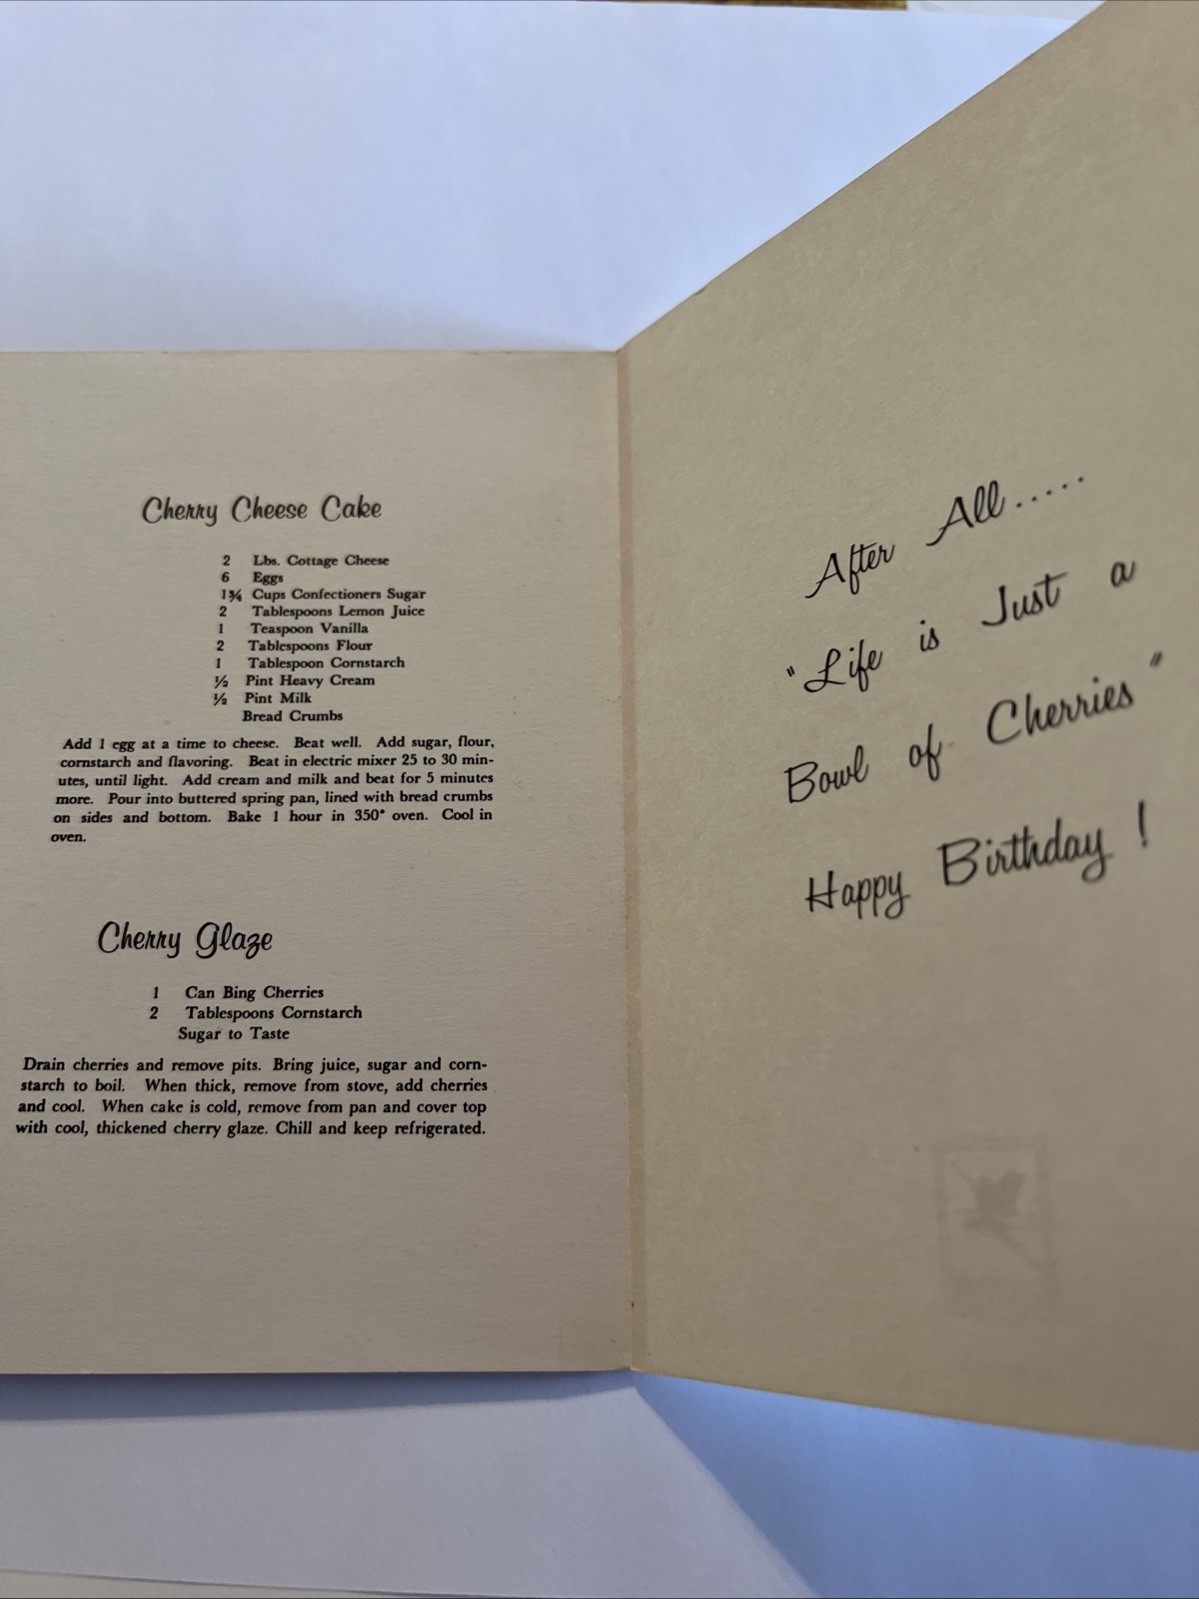 Cherry Cheese Cake
2 Lbs. Cottage Cheese
6 Eggs
1¾ Cups Confectioners Sugar
2 Tablespoons Lemon Juice
1 Teaspoon Vanilla
2 Tablespoons Flour
1 Tablespoon Cornstarch
½ Pint Heavy Cream
½ Pint Milk
Bread Crumbs
Add 1 egg at a time to cheese. Beat well. Add sugar, flour,
cornstarch and flavoring. Beat in electric mixer 25 to 30 min-
utes, until light. Add cream and milk and beat for 5 minutes
more. Pour into buttered spring pan, lined with bread crumbs
on sides and bottom. Bake 1 hour in 350° oven. Cool in
oven.
Cherry Glaze
1 Can Bing Cherries
2 Tablespoons Cornstarch
Sugar to Taste
Drain cherries and remove pits. Bring juice, sugar and corn-
starch to boil. When thick, remove from stove, add cherries
and cool. When cake is cold, remove from pan and cover top
with cool, thickened cherry glaze. Chill and keep refrigerated.
After All.....
"Life is Just a
Bowl of Cherries"
Happy Birthday!